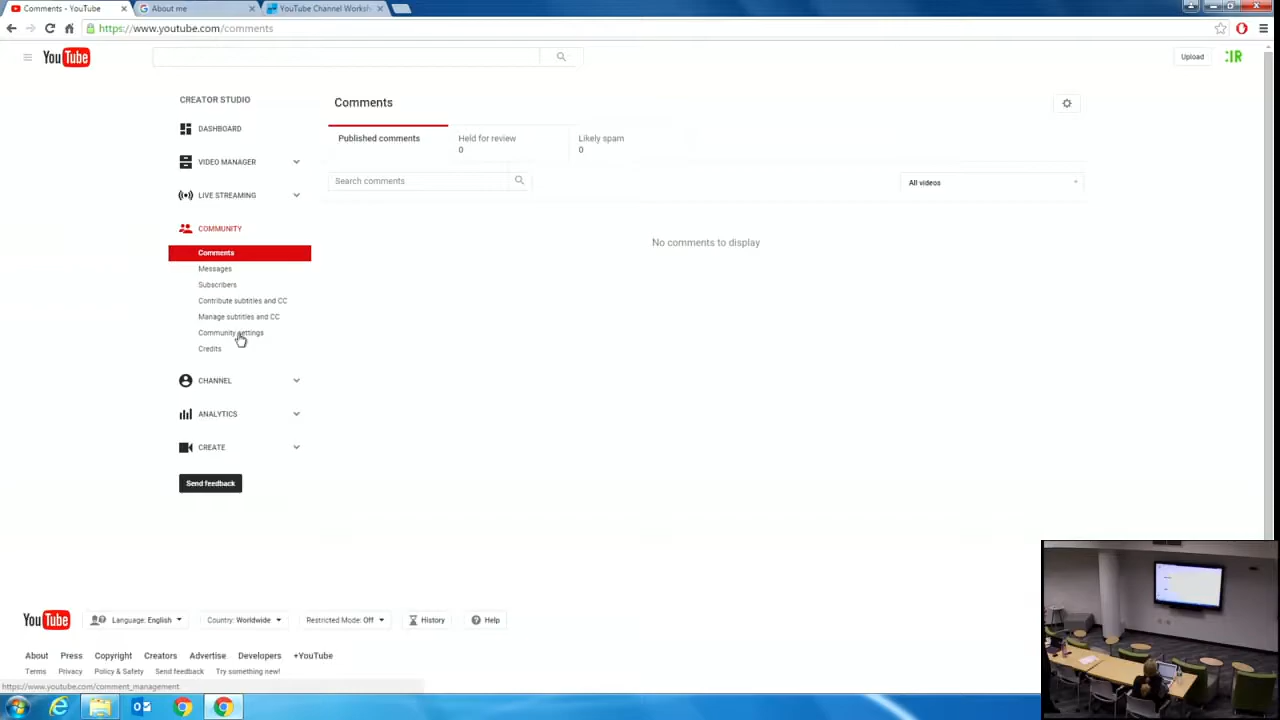 Comments - YouTube
About me
YouTube Channel Worksh
https://www.youtube.com/comments
YouTube
Upload
:IR
CREATOR STUDIO
DASHBOARD
VIDEO MANAGER
LIVE STREAMING
COMMUNITY
Comments
Messages
Subscribers
Contribute subtitles and CC
Manage subtitles and CC
Community settings
Credits
CHANNEL
ANALYTICS
CREATE
Send feedback
Comments
Published comments
Held for review
0
Likely spam
0
Search comments
All videos
No comments to display
YouTube
Language: English
Country: Worldwide
Restricted Mode: Off
History
Help
About Press Copyright Creators Advertise Developers +YouTube
Terms Privacy Policy & Safety Send feedback Try something new!
https://www.youtube.com/comment_management